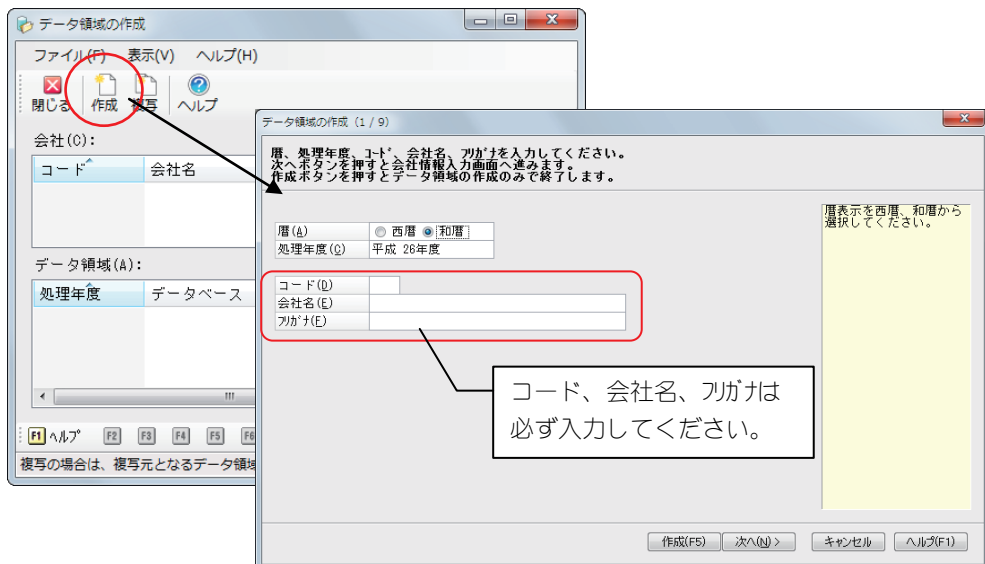 データ領域の作成
ファイル(F) 表示(V) ヘルプ(H)
閉じる 作成 複写 ヘルプ
会社(C):
コード 会社名
データ領域(A):
処理年度 データベース
F1 ヘルプ F2 F3 F4 F5 F6
複写の場合は、複写元となるデータ領域
データ領域の作成 (1 / 9)
暦、処理年度、コード、会社名、フリガナを入力してください。
次へボタンを押すと会社情報入力画面へ進みます。
作成ボタンを押すとデータ領域の作成のみで終了します。
暦(A) 西暦 和暦
処理年度(C) 平成 26年度
コード(D)
会社名(E)
フリガナ(F)
暦表示を西暦、和暦から
選択してください。
コード、会社名、フリガナは
必ず入力してください。
作成(F5) 次へ(N) > キャンセル ヘルプ(F1)